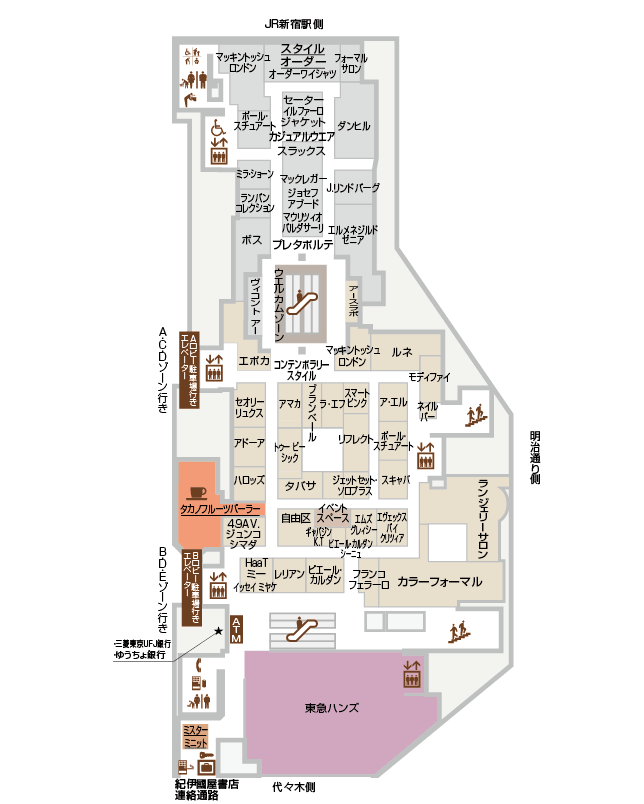 JR新宿駅側
マッキントッシュ
ロンドン
スタイル
オーダー
オーダーワイシャツ
フォーマル
サロン
セーター
イルファーロ
ジャケット
カジュアルウエア
スラックス
ポール・
スチュアート
ダンヒル
ミラ・ショーン
マックレガー
J.リンドバーグ
ランバン
コレクション
ジョセフ
アブード
マウリツィオ
バルダサーリ
ボス
エルメネジルド
ゼニア
プレタポルテ
ヴィコント アー
ウエルカムゾーン
アースラボ
A・C・Dゾーン行き
Aロビー駐車場行き
エレベーター
エポカ
コンテンポラリー
スタイル
マッキントッシュ
ロンドン
ルネ
モディファイ
セオリー
リュクス
アマカ
ブランベール
ラ・エフ
スマート
ピンク
ア・エル
ネイル
バー
アドーア
トゥー ビー
シック
リフレクト
ポール・
スチュアート
明治通り側
ハロッズ
タバサ
ジェットセット・
ソロプラス
スキャパ
ランジェリーサロン
タカノフルーツパーラー
49AV.
ジュンコ
シマダ
自由区
イベント
スペース
ギャバジン
K.T
エムズ
グレイシー
エヴェックス
バイ
クリツィア
ピエール・カルダン
シーニュ
B・D・Eゾーン行き
Bロビー駐車場行き
エレベーター
HaaT
ミー
イッセイ ミヤケ
レリアン
ピエール・
カルダン
フランコ
フェラーロ
カラーフォーマル
ATM
★
・三菱東京UFJ銀行
・ゆうちょ銀行
東急ハンズ
ミスター
ミニット
紀伊國屋書店
連絡通路
代々木側